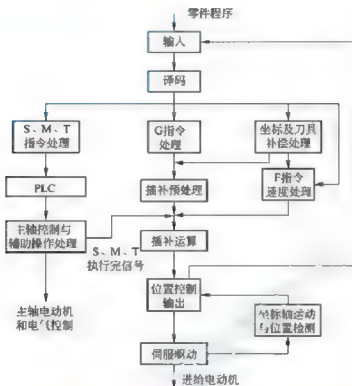 零件程序
输入
译码
S、M、T
指令处理
G指令
处理
坐标及刀具
补偿处理
PLC
插补预处理
F指令
速度处理
主轴控制与
辅助操作处理
S、M、T
执行完信号
插补运算
主轴电动机
和电气控制
位置控制
输出
坐标轴运动
与位置检测
伺服驱动
进给电动机